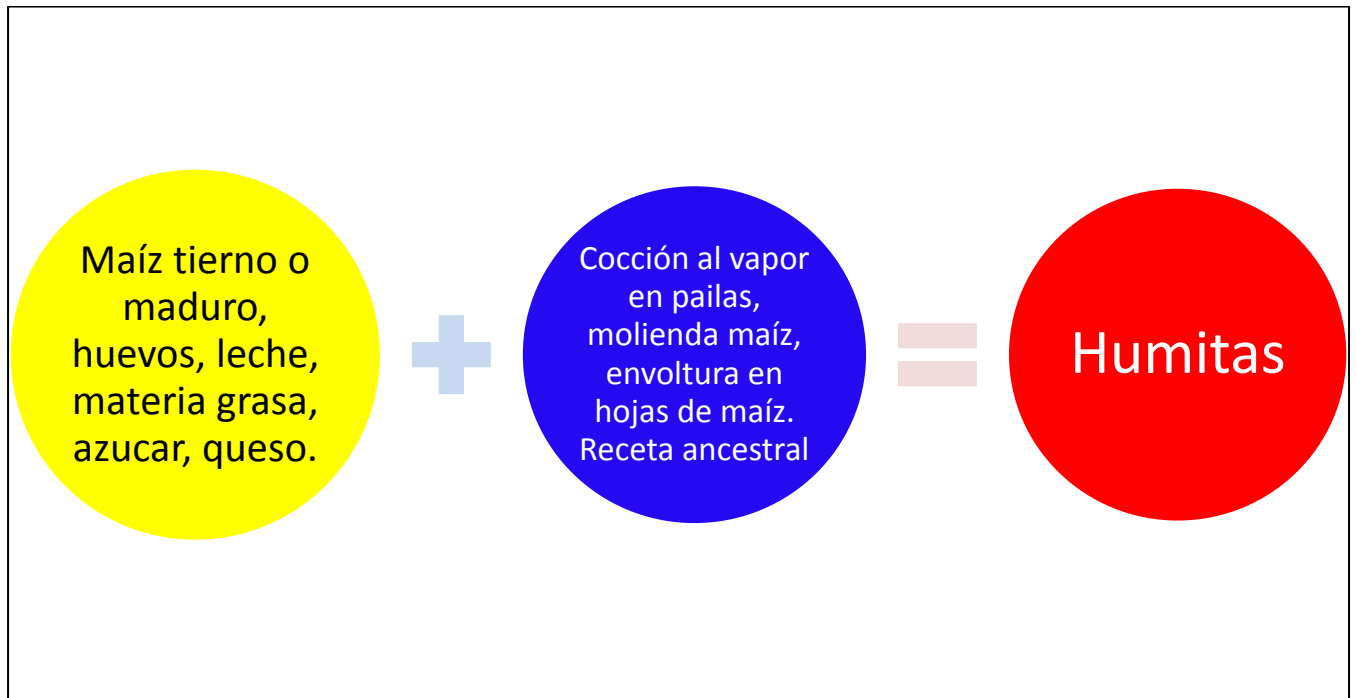 Maíz tierno o
maduro,
huevos, leche,
materia grasa,
azucar, queso.
Cocción al vapor
en pailas,
molienda maíz,
envoltura en
hojas de maíz.
Receta ancestral
Humitas